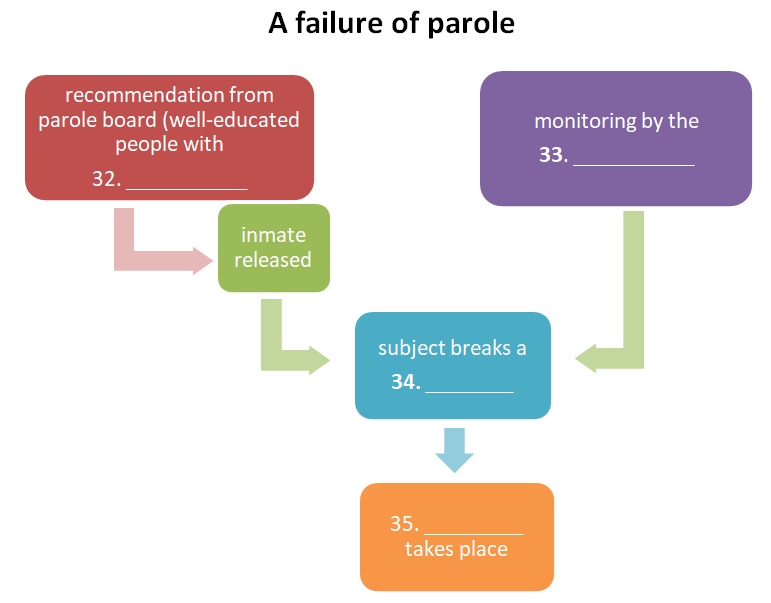 A failure of parole
recommendation from
parole board (well-educated
people with
32. ___________
monitoring by the
33. ___________
inmate
released
subject breaks a
34. ________
35. _________
takes place